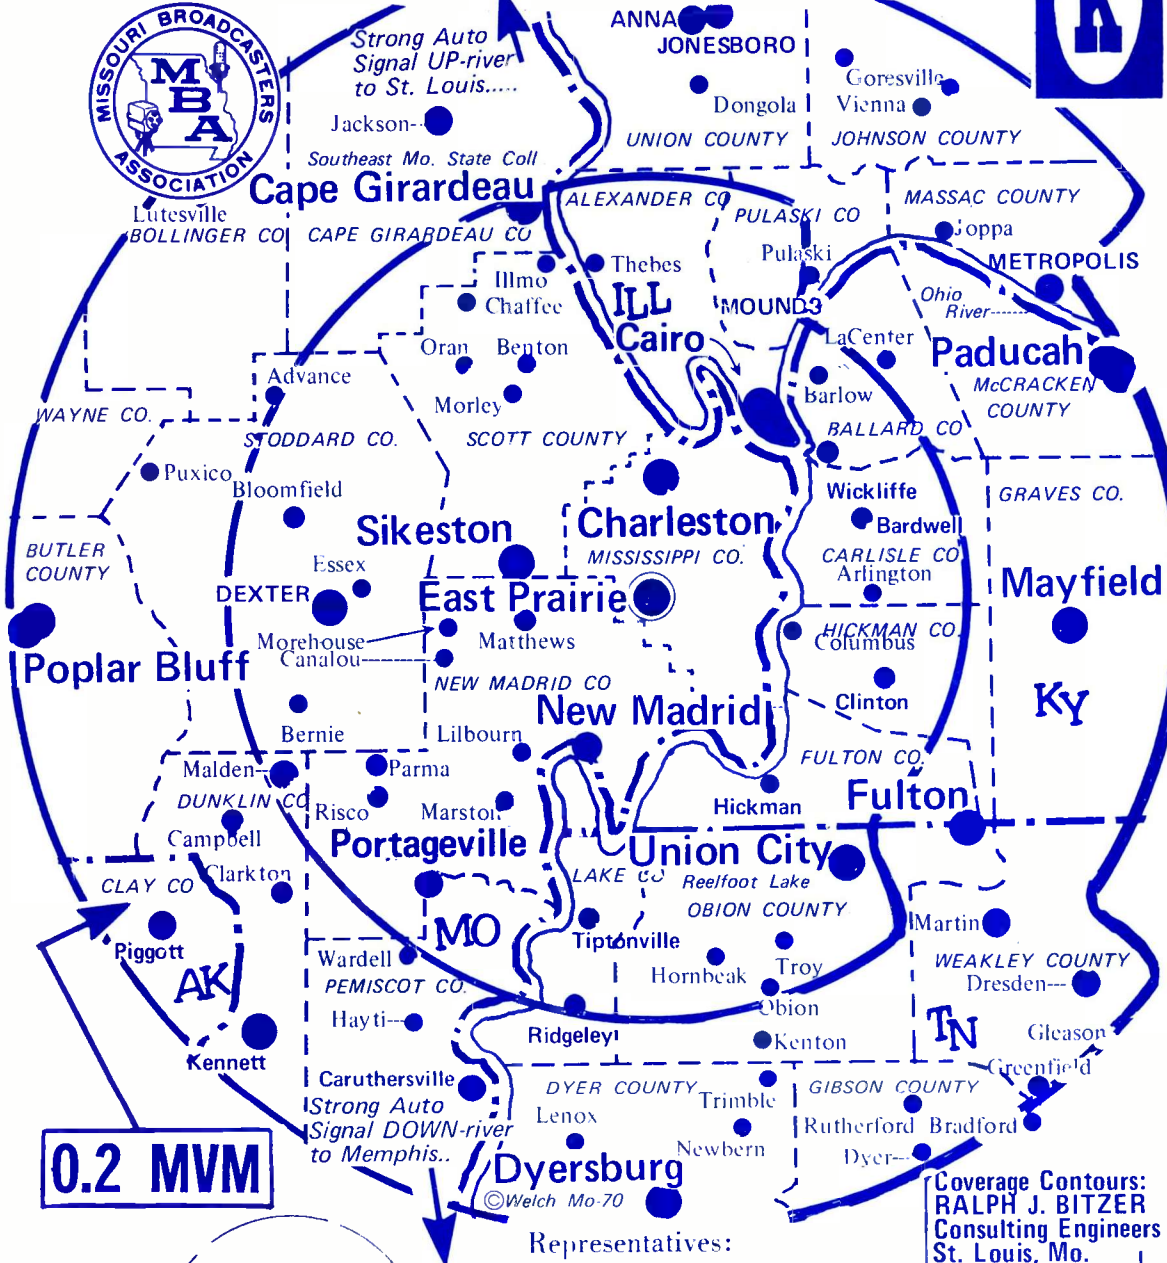 MISSOURI BROADCASTERS ASSOCIATION
M
B
A
K
Strong Auto
Signal UP-river
to St. Louis.....
ANNA
JONESBORO
Goresville
Vienna
Dongola
Jackson--
UNION COUNTY
JOHNSON COUNTY
Southeast Mo. State Coll
Cape Girardeau
ALEXANDER CO
PULASKI CO
MASSAC COUNTY
Lutesville
BOLLINGER CO
CAPE GIRARDEAU CO
Joppa
Pulaski
METROPOLIS
Thebes
Illmo
Chaffee
ILL
MOUND3
Ohio
River------
Cairo
LaCenter
Paducah
Oran
Benton
Advance
McCRACKEN
COUNTY
Barlow
Morley
WAYNE CO.
STODDARD CO.
SCOTT COUNTY
BALLARD CO
Puxico
Bloomfield
Wickliffe
GRAVES CO.
Sikeston
Charleston
Bardwell
BUTLER
COUNTY
MISSISSIPPI CO.
CARLISLE CO
Essex
Arlington
DEXTER
East Prairie
Mayfield
HICKMAN CO.
Morehouse
Matthews
Columbus
Canalou
Poplar Bluff
NEW MADRID CO
New Madrid
Clinton
KY
Bernie
Lilbourn
FULTON CO.
Malden--
Parma
DUNKLIN CO
Risco
Marston
Hickman
Fulton
Campbell
Portageville
Union City
CLAY CO
Clarkton
LAKE CO
Reelfoot Lake
OBION COUNTY
Martin
MO
Tiptonville
Piggott
Wardell
Hornbeak
Troy
WEAKLEY COUNTY
AK
PEMISCOT CO.
Dresden---
Obion
Hayti---
TN
Ridgeley
Kenton
Gleason
Kennett
Greenfield
Caruthersville
DYER COUNTY
GIBSON COUNTY
Trimble
Strong Auto
Signal DOWN-river
to Memphis..
Lenox
Rutherford
Bradford
Newbern
Dyer--
0.2 MVM
Dyersburg
©Welch Mo-70
Coverage Contours:
RALPH J. BITZER
Consulting Engineers
St. Louis, Mo.
Representatives: